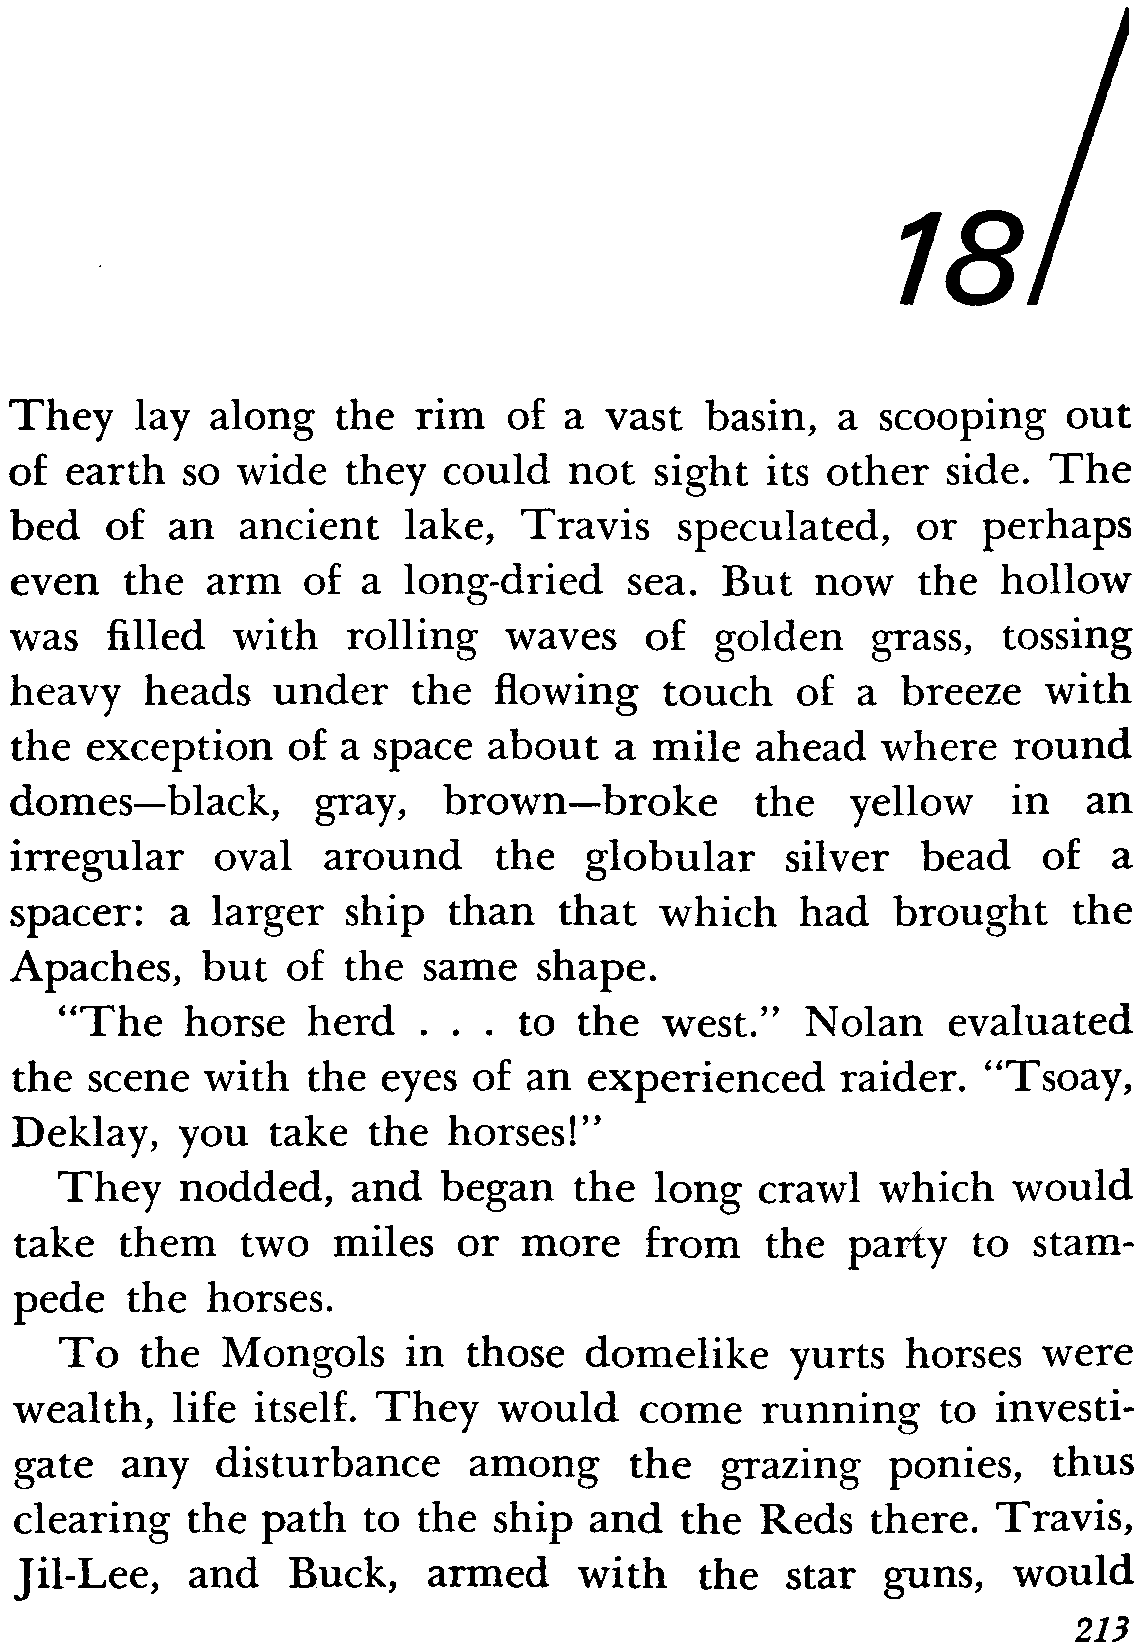 18/
They lay along the rim of a vast basin, a scooping out
of earth so wide they could not sight its other side. The
bed of an ancient lake, Travis speculated, or perhaps
even the arm of a long-dried sea. But now the hollow
was filled with rolling waves of golden grass, tossing
heavy heads under the flowing touch of a breeze with
the exception of a space about a mile ahead where round
domes—black, gray, brown—broke the yellow in an
irregular oval around the globular silver bead of a
spacer: a larger ship than that which had brought the
Apaches, but of the same shape.
“The horse herd . . . to the west.” Nolan evaluated
the scene with the eyes of an experienced raider. “Tsoay,
Deklay, you take the horses!”
They nodded, and began the long crawl which would
take them two miles or more from the party to stam-
pede the horses.
To the Mongols in those domelike yurts horses were
wealth, life itself. They would come running to investi-
gate any disturbance among the grazing ponies, thus
clearing the path to the ship and the Reds there. Travis,
Jil-Lee, and Buck, armed with the star guns, would
213